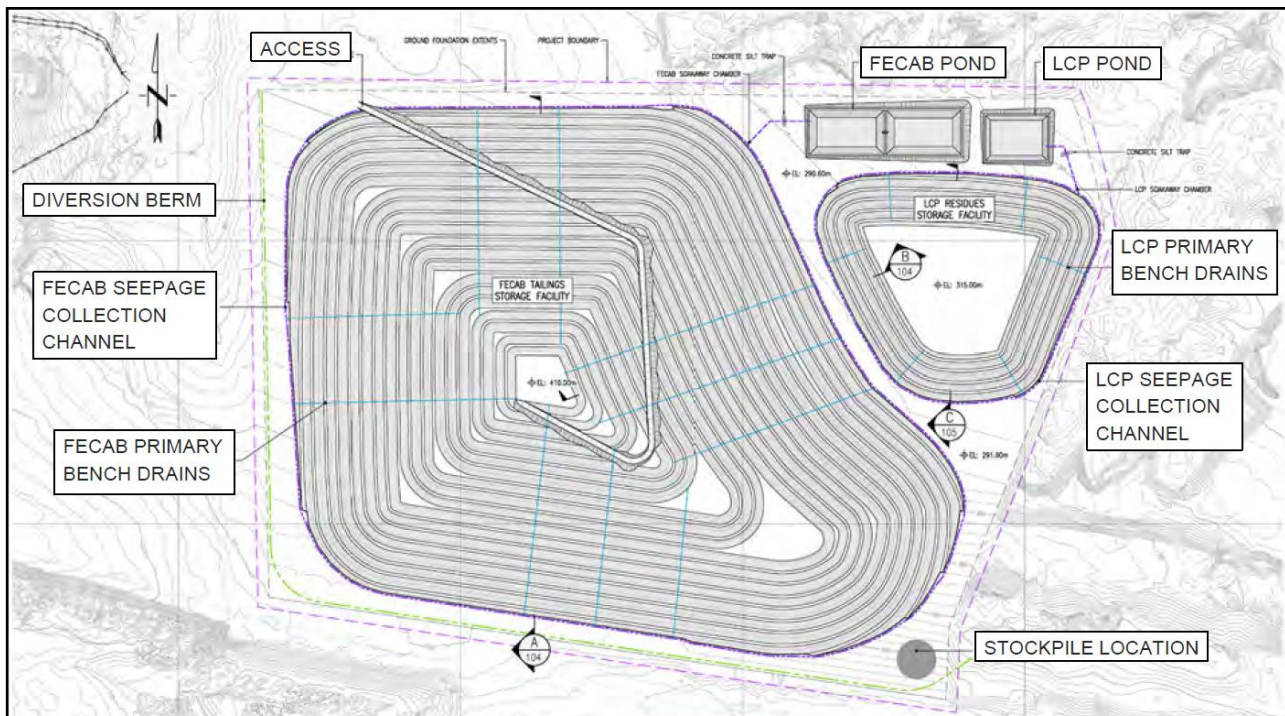 ACCESS
GROUND FOUNDATION EXTENTS
PROJECT BOUNDARY
CONCRETE SILT TRAP
FECAB SOAKAWAY CHAMBER
FECAB POND
LCP POND
N
CONCRETE SILT TRAP
EL: 290.60m
LCP SOAKAWAY CHAMBER
DIVERSION BERM
LCP RESIDUES
STORAGE FACILITY
LCP PRIMARY
BENCH DRAINS
B
104
FECAB SEEPAGE
COLLECTION
CHANNEL
FECAB TAILINGS
STORAGE FACILITY
EL: 315.00m
EL: 410.00m
LCP SEEPAGE
COLLECTION
CHANNEL
C
105
FECAB PRIMARY
BENCH DRAINS
EL: 291.60m
A
104
STOCKPILE LOCATION